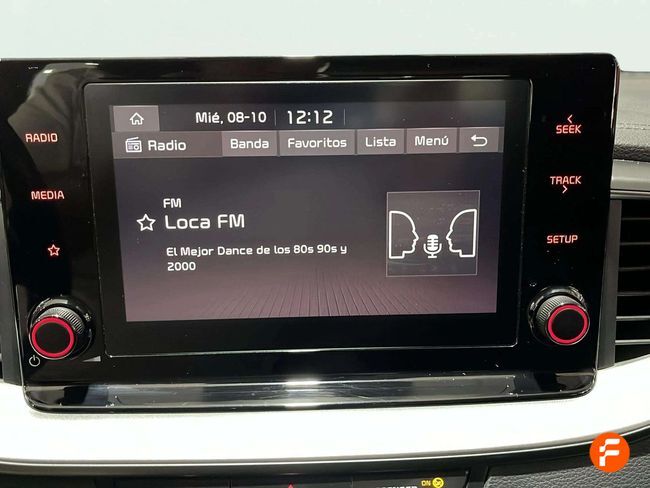 Mié, 08-10 12:12
RADIO
Radio Banda Favoritos Lista Menú
SEEK
MEDIA
TRACK
FM
Loca FM
SETUP
El Mejor Dance de los 80s 90s y
2000
ON